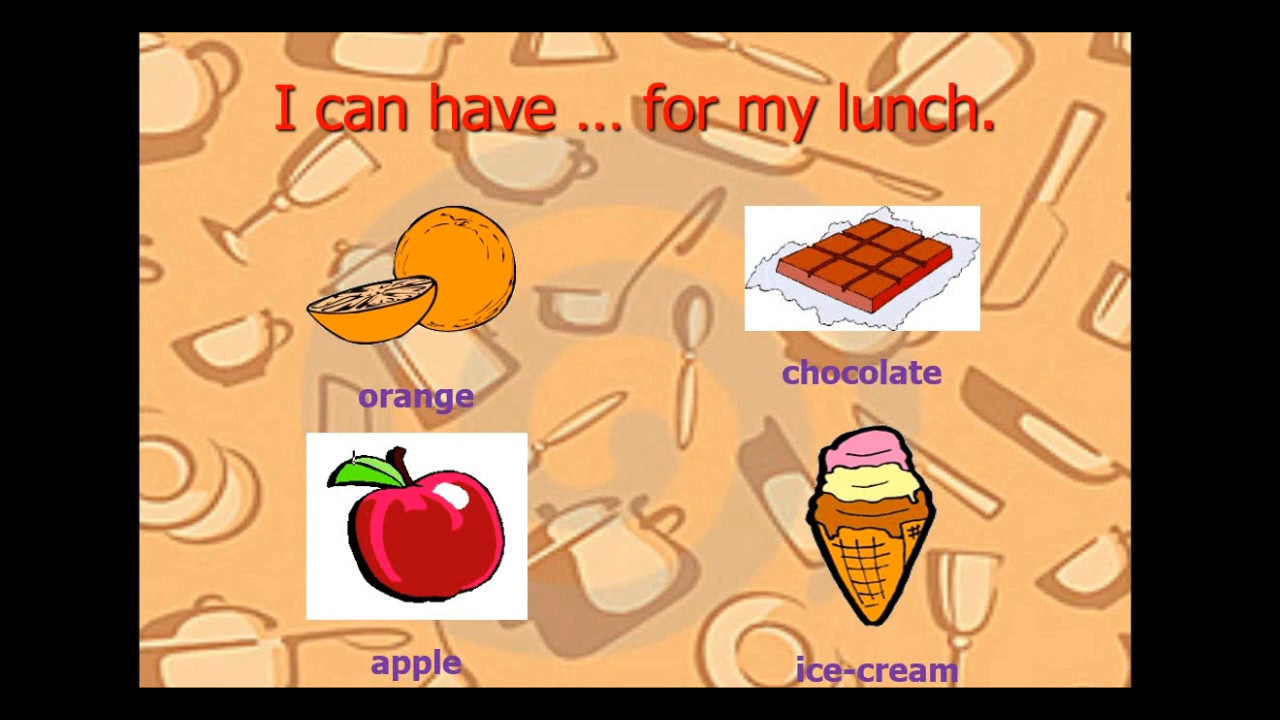 I can have ... for my lunch.
orange
chocolate
apple
ice-cream